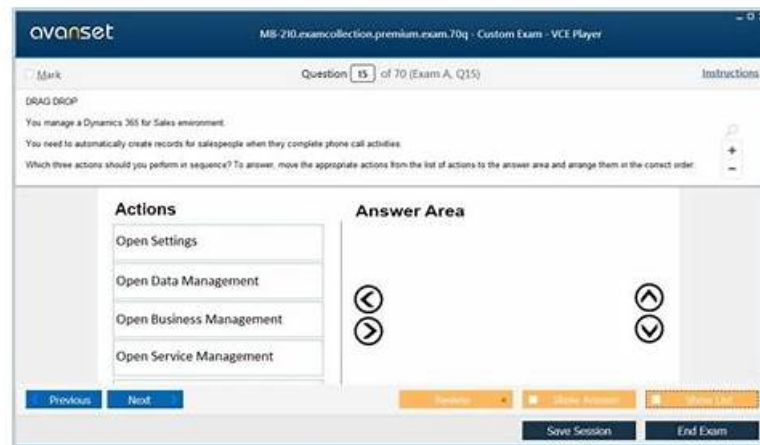 avanset
MB-210.examcollection.premium.exam.70q - Custom Exam - VCE Player
Mark
Question 15 of 70 (Exam A, Q15)
Instructions
DRAG DROP
You manage a Dynamics 365 for Sales environment.
You need to automatically create records for salespeople when they complete phone call activities.
Which three actions should you perform in sequence? To answer, move the appropriate actions from the list of actions to the answer area and arrange them in the correct order.
Actions
Answer Area
Open Settings
Open Data Management
Open Business Management
Open Service Management
Previous
Next
Review
Show Answer
Show List
Save Session
End Exam